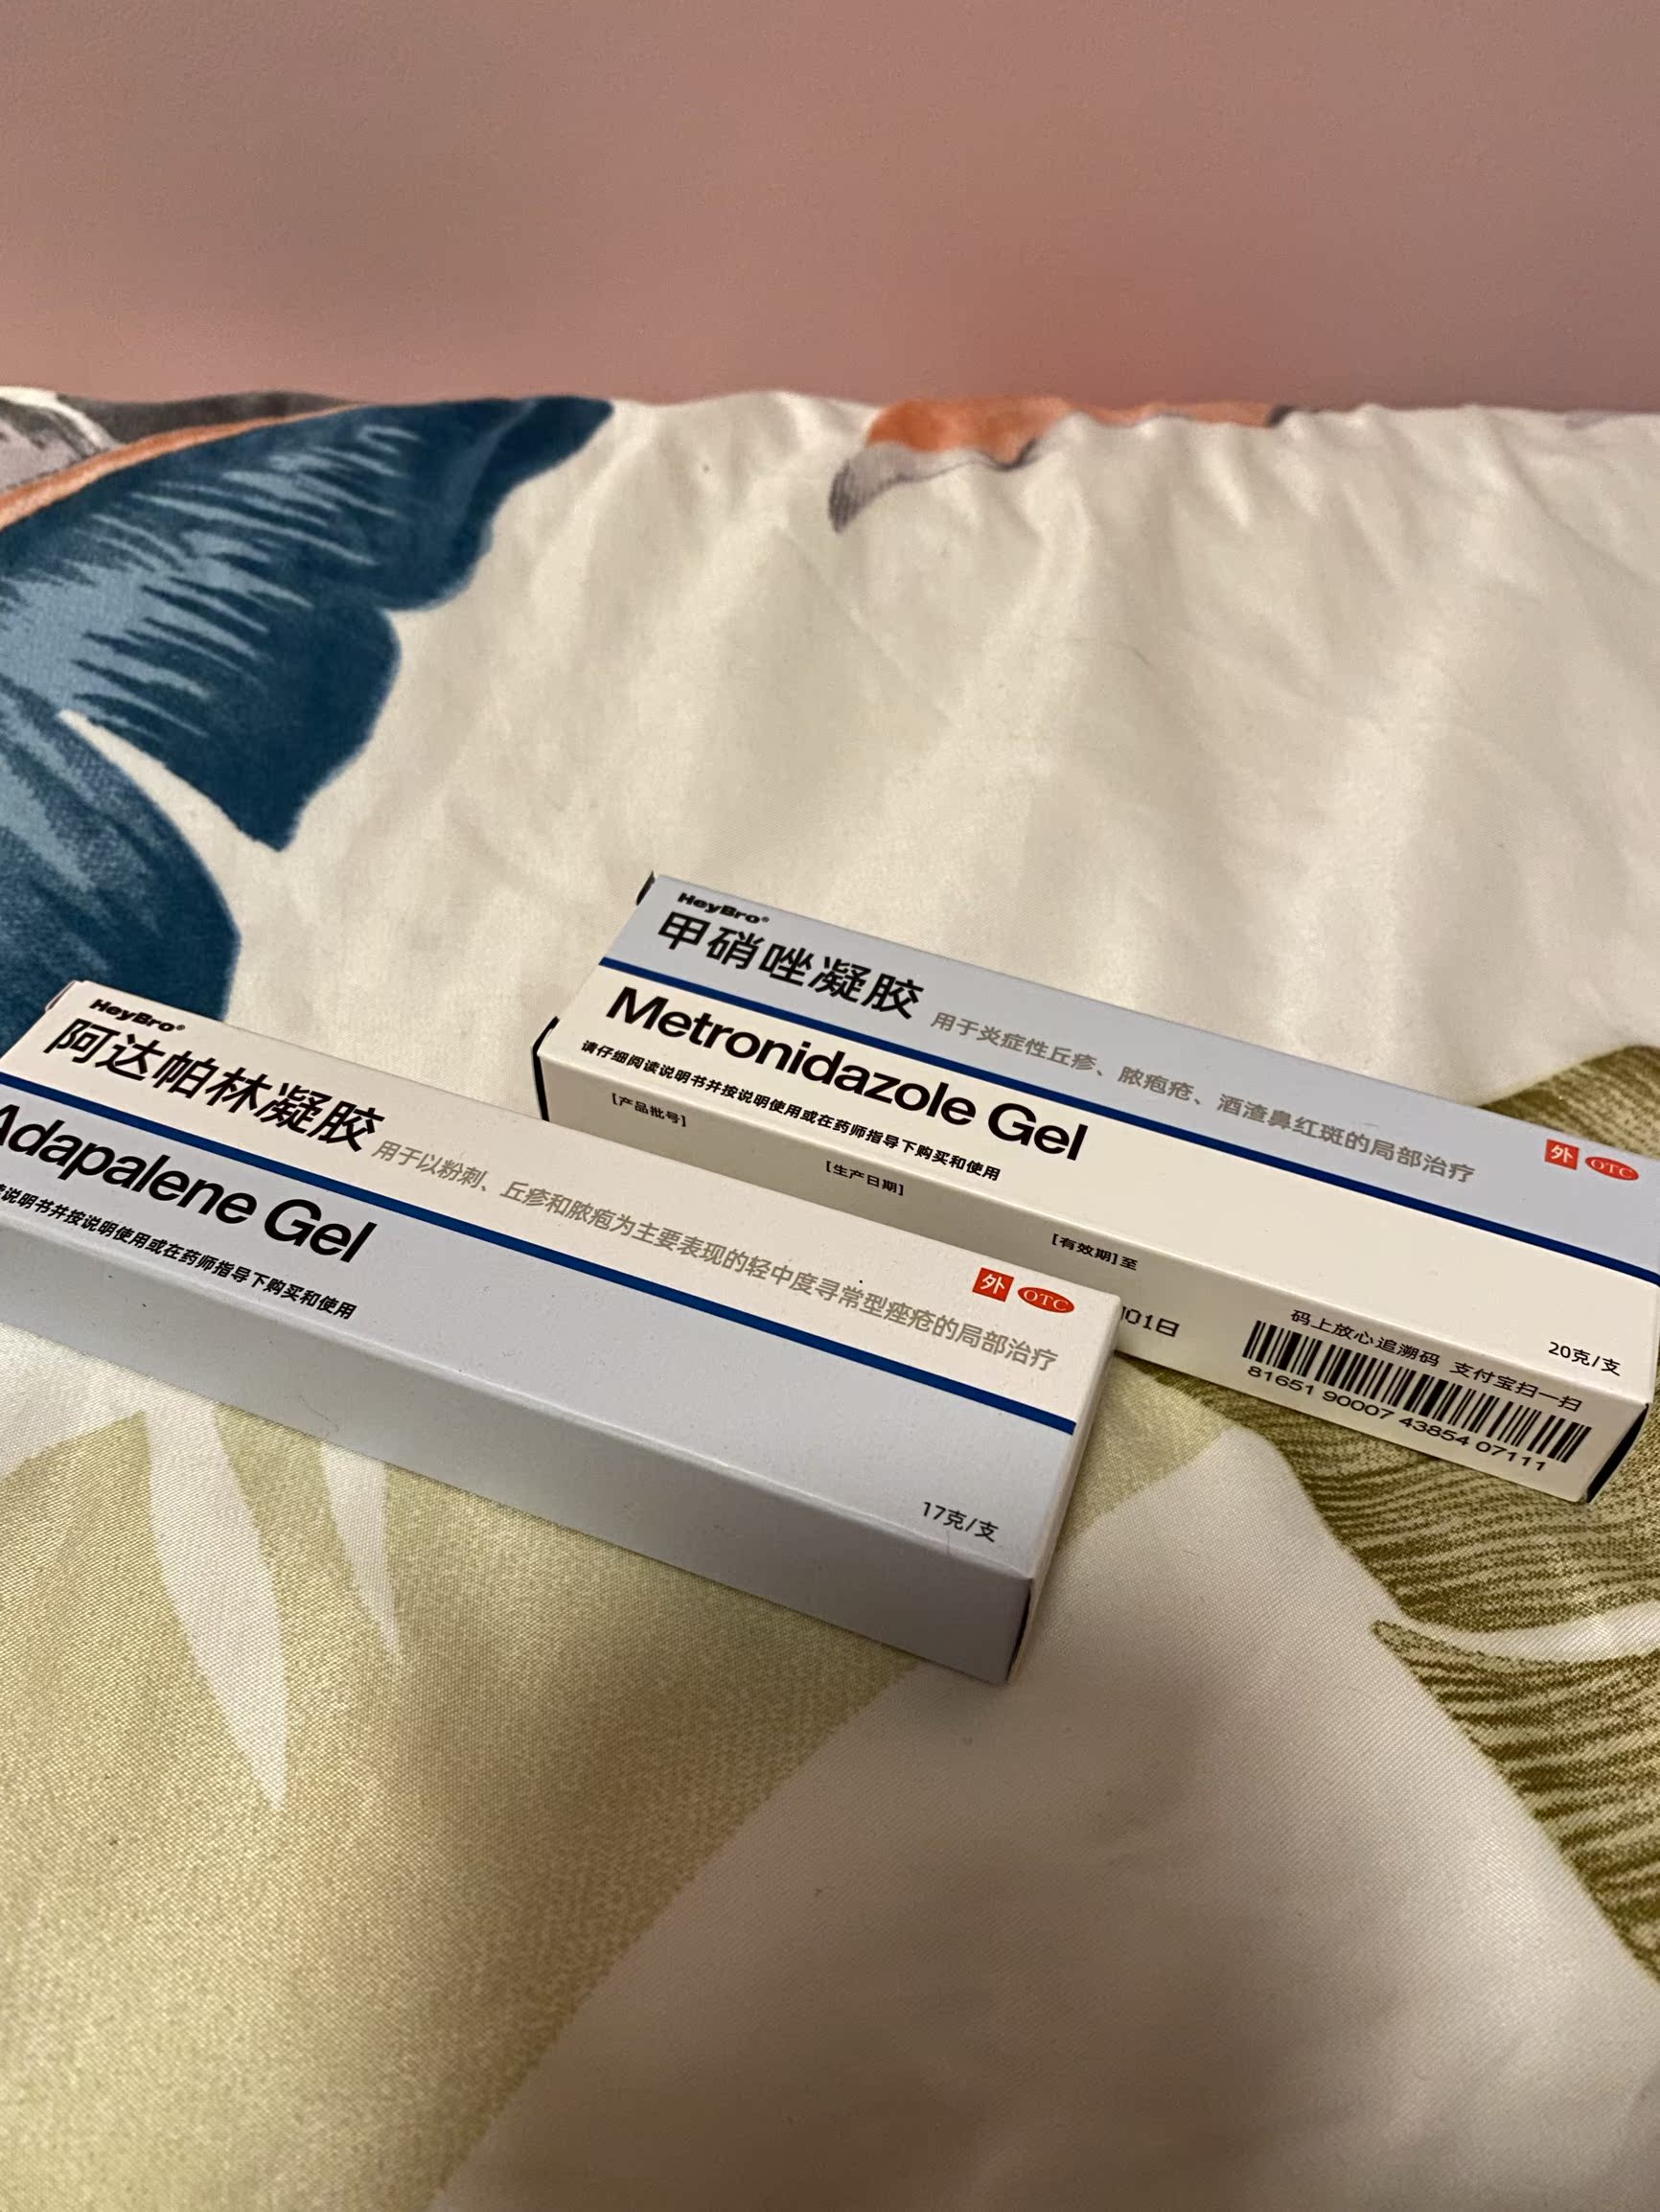 HeyBro®
甲硝唑凝胶
用于炎症性丘疹、脓疱疮、酒渣鼻红斑的局部治疗
外 OTC
Metronidazole Gel
请仔细阅读说明书并按说明使用或在药师指导下购买和使用
20克/支
[产品批号]
[生产日期]
[有效期]至
01日
码上放心追溯码 支付宝扫一扫
81651 90007 43854 07111
HeyBro®
阿达帕林凝胶
用于以粉刺、丘疹和脓疱为主要表现的轻中度寻常型痤疮的局部治疗
外 OTC
Adapalene Gel
说明书并按说明使用或在药师指导下购买和使用
17克/支